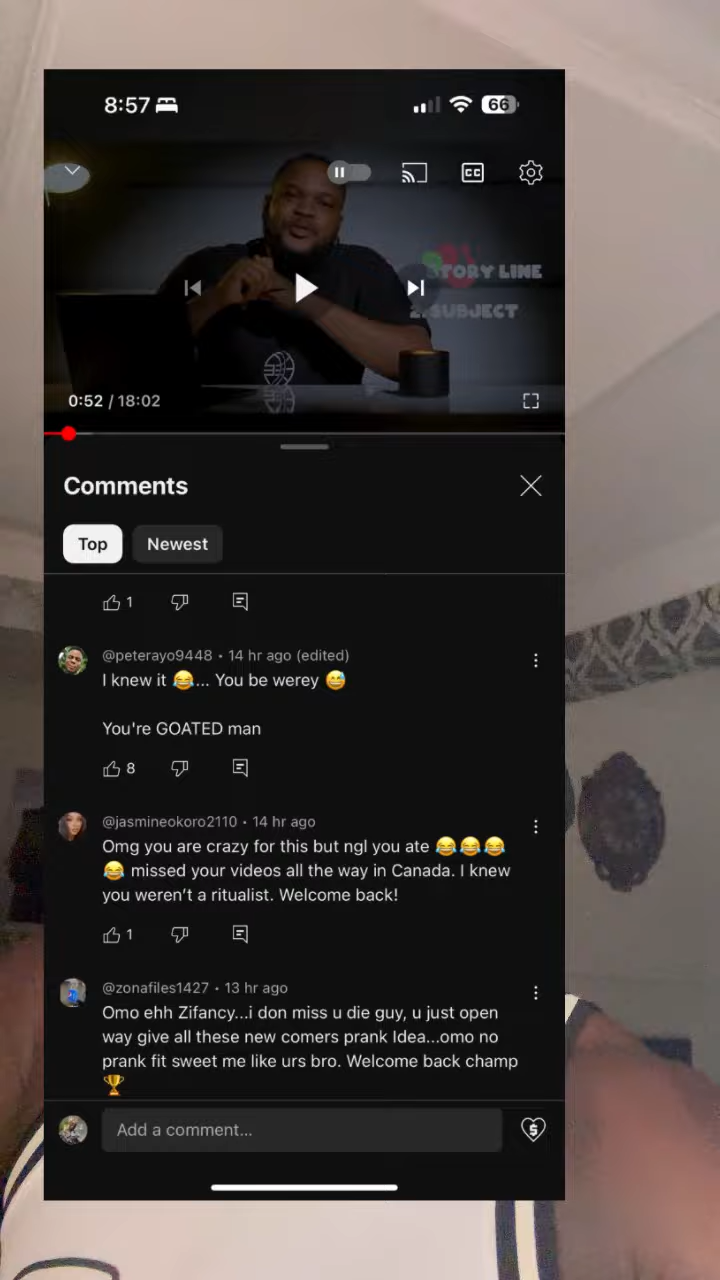 8:57
66
CC
STORY LINE
2. SUBJECT
0:52 / 18:02
Comments
Top
Newest
1
@peterayo9448 • 14 hr ago (edited)
I knew it 😂... You be werey 😅
You're GOATED man
8
@jasmineokoro2110 • 14 hr ago
Omg you are crazy for this but ngl you ate 😂😂😂
😂 missed your videos all the way in Canada. I knew
you weren't a ritualist. Welcome back!
1
@zonafiles1427 • 13 hr ago
Omo ehh Zifancy...i don miss u die guy, u just open
way give all these new comers prank Idea...omo no
prank fit sweet me like urs bro. Welcome back champ
🏆
Add a comment...
$